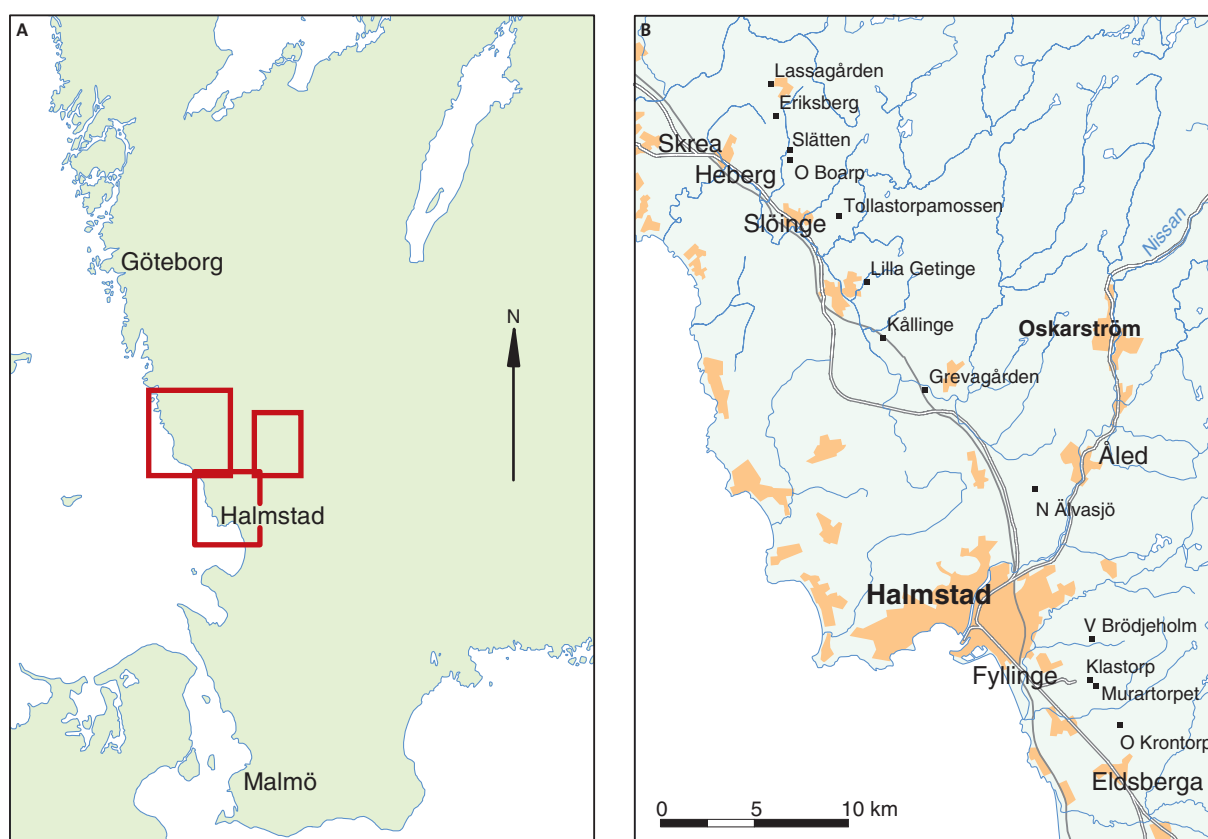 A
Göteborg
N
Halmstad
Malmö
B
Lassagården
Eriksberg
Skrea
Slätten
Heberg
O Boarp
Tollastorpamossen
Slöinge
Nissan
Lilla Getinge
Kållinge
Oskarström
Grevagården
Åled
N Älvasjö
Halmstad
V Brödjeholm
Fyllinge
Klastorp
Murartorpet
O Krontorp
Eldsberga
0 5 10 km